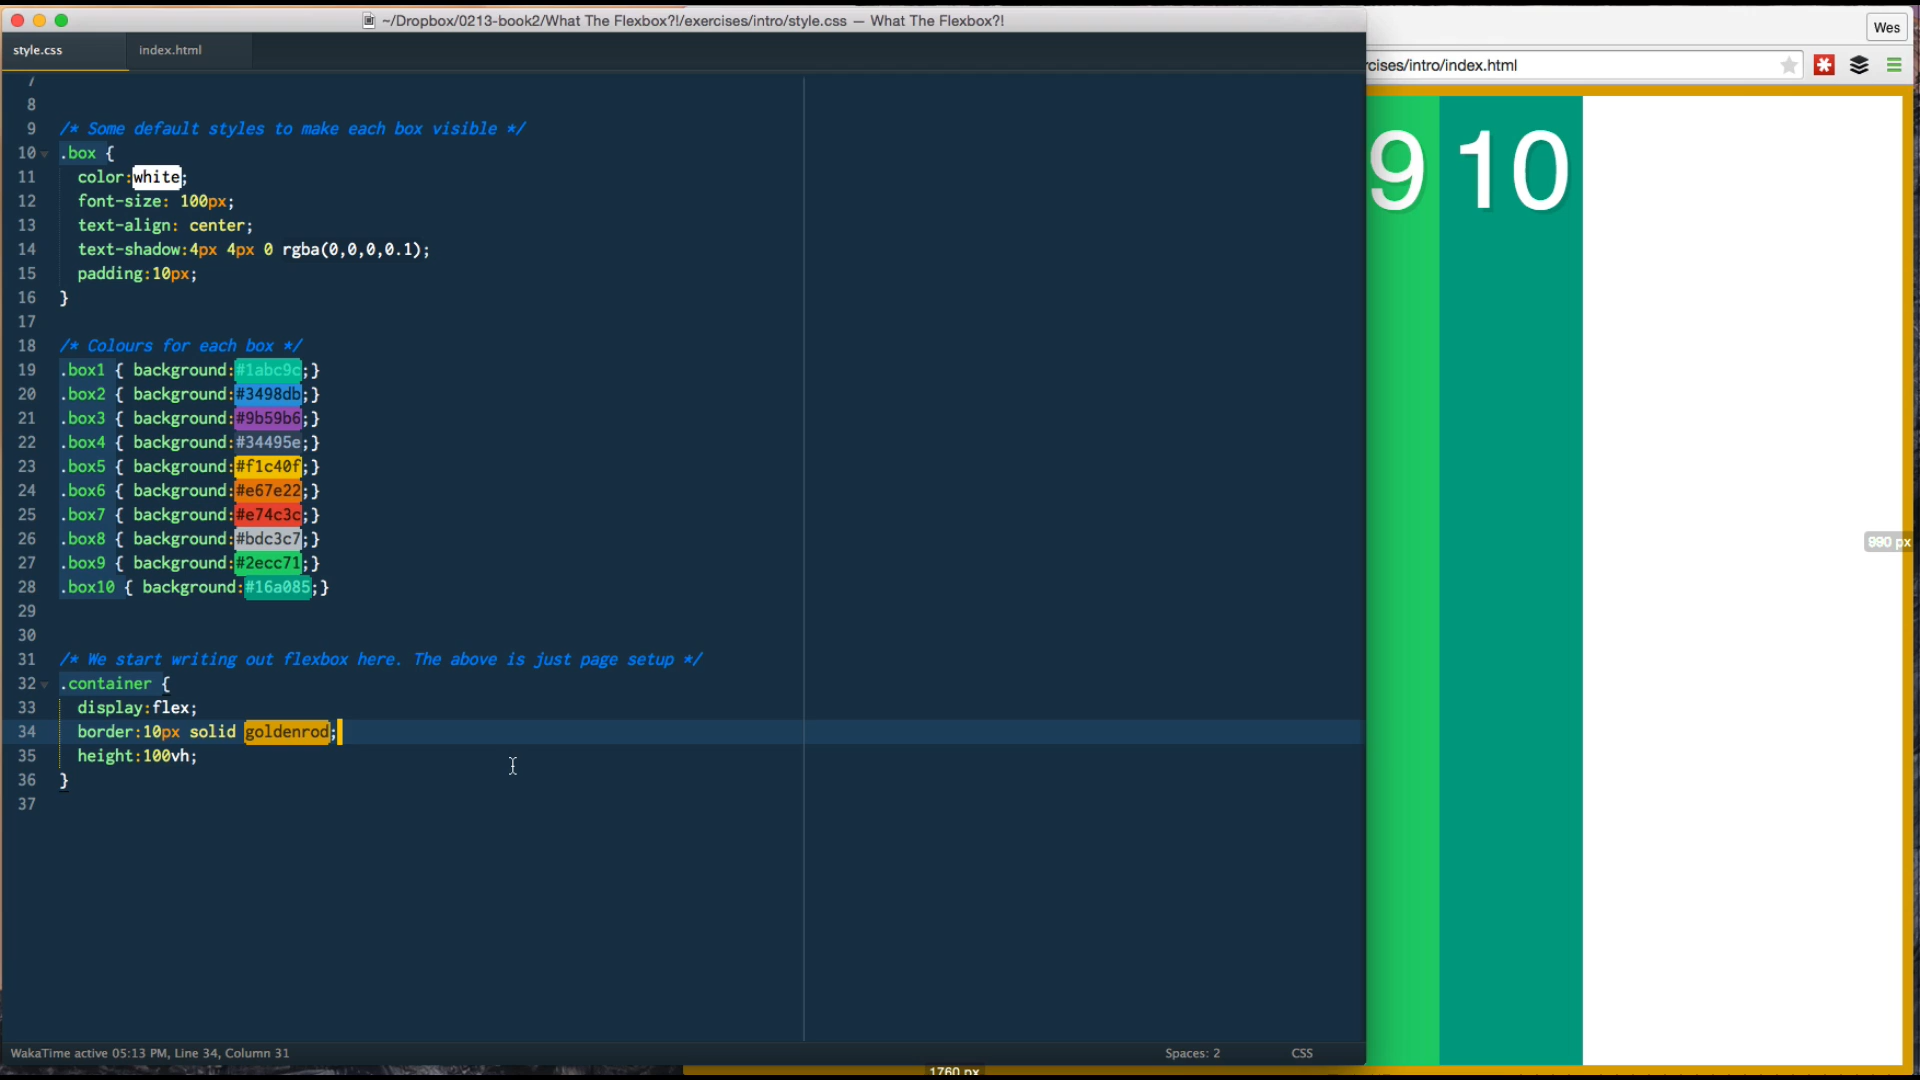 ~/Dropbox/0213-book2/What The Flexbox?!/exercises/intro/style.css — What The Flexbox?!
Wes
style.css
index.html
rcises/intro/index.html
7
8
9 /* Some default styles to make each box visible */
10 .box {
11 color:white;
12 font-size: 100px;
13 text-align: center;
14 text-shadow:4px 4px 0 rgba(0,0,0,0.1);
15 padding:10px;
16 }
17
18 /* Colours for each box */
19 .box1 { background:#1abc9c;}
20 .box2 { background:#3498db;}
21 .box3 { background:#9b59b6;}
22 .box4 { background:#34495e;}
23 .box5 { background:#f1c40f;}
24 .box6 { background:#e67e22;}
25 .box7 { background:#e74c3c;}
26 .box8 { background:#bdc3c7;}
27 .box9 { background:#2ecc71;}
28 .box10 { background:#16a085;}
29
30
31 /* We start writing out flexbox here. The above is just page setup */
32 .container {
33 display:flex;
34 border:10px solid goldenrod;
35 height:100vh;
36 }
37
9 10
990 px
WakaTime active 05:13 PM, Line 34, Column 31
Spaces: 2
CSS
1760 px